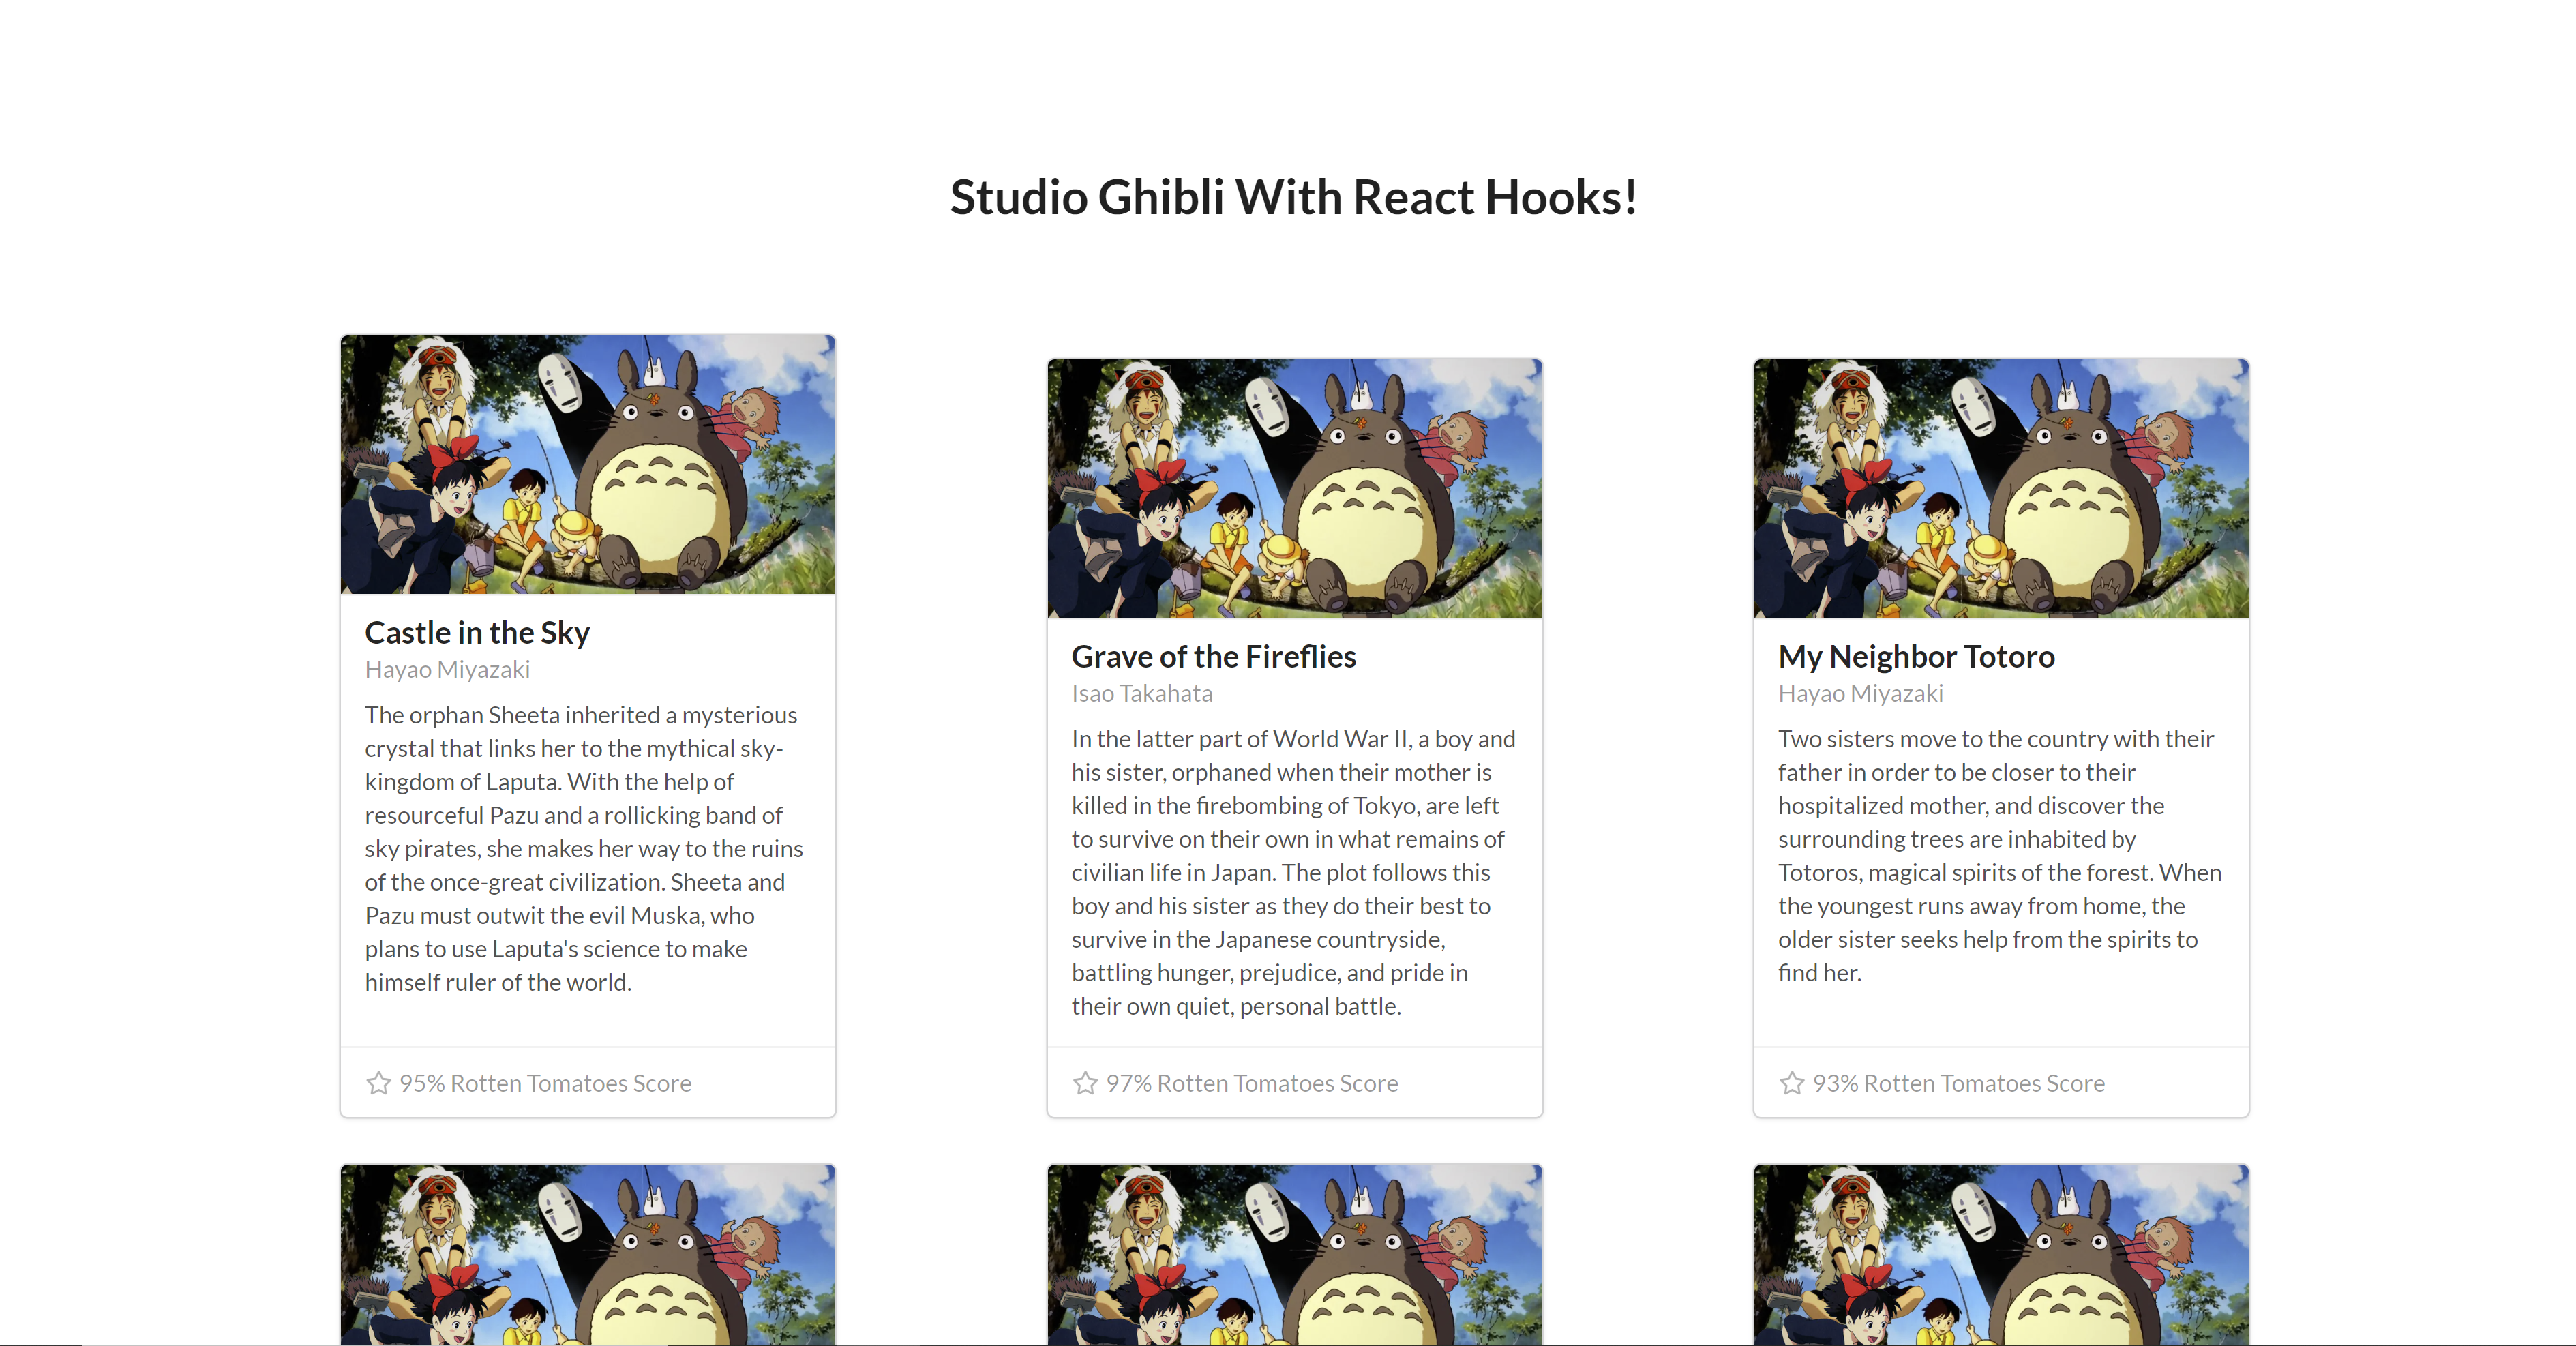 Studio Ghibli With React Hooks!
Castle in the Sky
Hayao Miyazaki
The orphan Sheeta inherited a mysterious
crystal that links her to the mythical sky-
kingdom of Laputa. With the help of
resourceful Pazu and a rollicking band of
sky pirates, she makes her way to the ruins
of the once-great civilization. Sheeta and
Pazu must outwit the evil Muska, who
plans to use Laputa's science to make
himself ruler of the world.
95% Rotten Tomatoes Score
Grave of the Fireflies
Isao Takahata
In the latter part of World War II, a boy and
his sister, orphaned when their mother is
killed in the firebombing of Tokyo, are left
to survive on their own in what remains of
civilian life in Japan. The plot follows this
boy and his sister as they do their best to
survive in the Japanese countryside,
battling hunger, prejudice, and pride in
their own quiet, personal battle.
97% Rotten Tomatoes Score
My Neighbor Totoro
Hayao Miyazaki
Two sisters move to the country with their
father in order to be closer to their
hospitalized mother, and discover the
surrounding trees are inhabited by
Totoros, magical spirits of the forest. When
the youngest runs away from home, the
older sister seeks help from the spirits to
find her.
93% Rotten Tomatoes Score